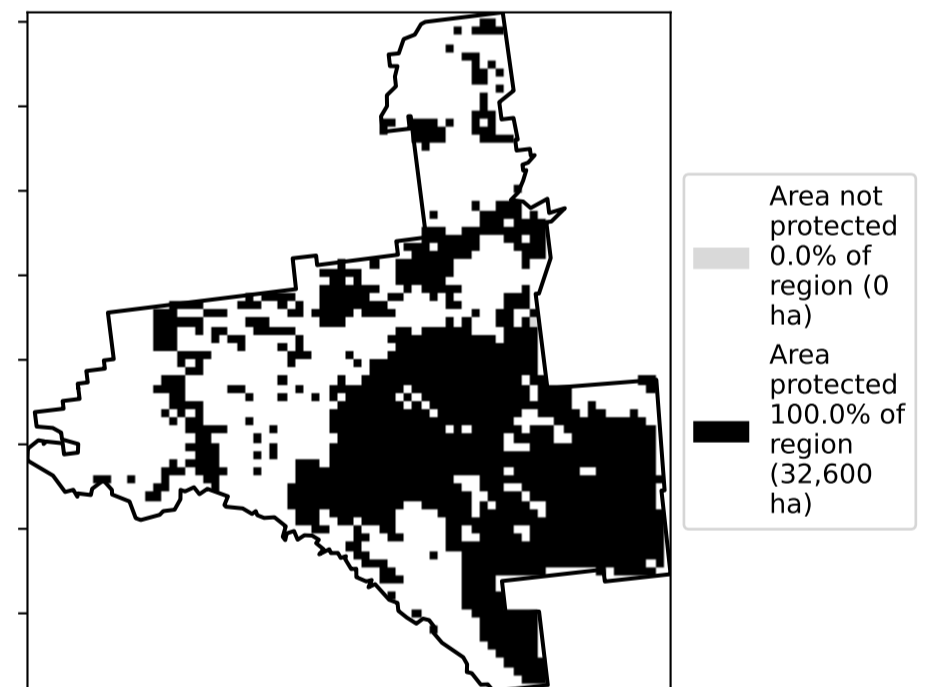 Area not
protected
0.0% of
region (0
ha)
Area
protected
100.0% of
region
(32,600
ha)